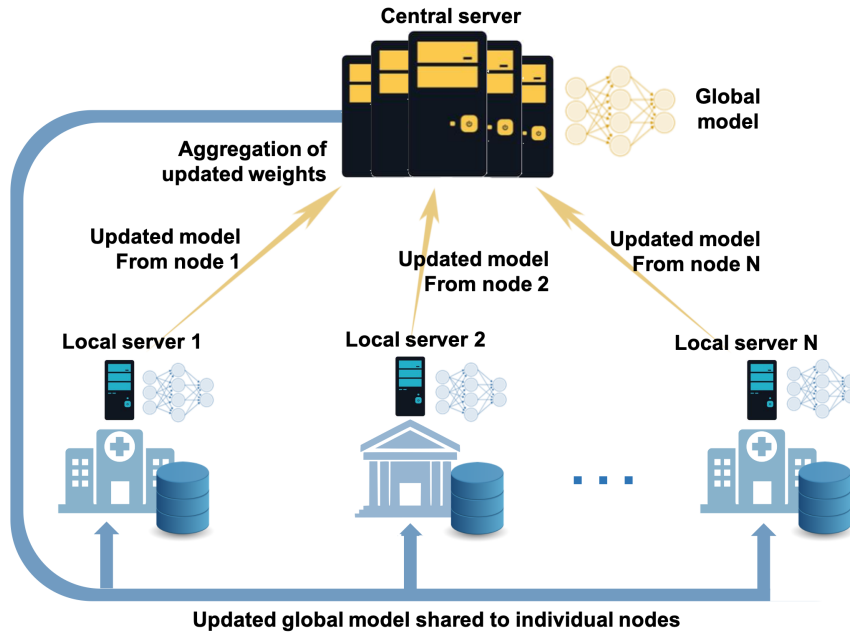 Central server
Global
model
Aggregation of
updated weights
Updated model
From node 1
Updated model
From node 2
Updated model
From node N
Local server 1
Local server 2
Local server N
Updated global model shared to individual nodes